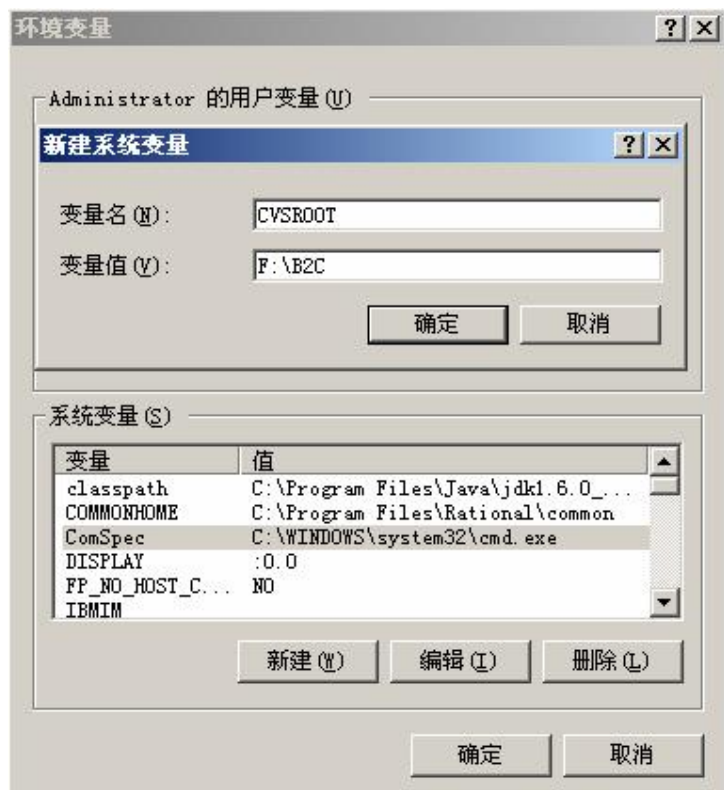 环境变量
Administrator 的用户变量(U)
新建系统变量
变量名(N):
CVSROOT
变量值(V):
F:\B2C
确定
取消
系统变量(S)
变量 值
classpath C:\Program Files\Java\jdk1.6.0_...
COMMONHOME C:\Program Files\Rational\common
ComSpec C:\WINDOWS\system32\cmd.exe
DISPLAY :0.0
FP_NO_HOST_C... NO
IBMIM
新建(W) 编辑(I) 删除(L)
确定 取消